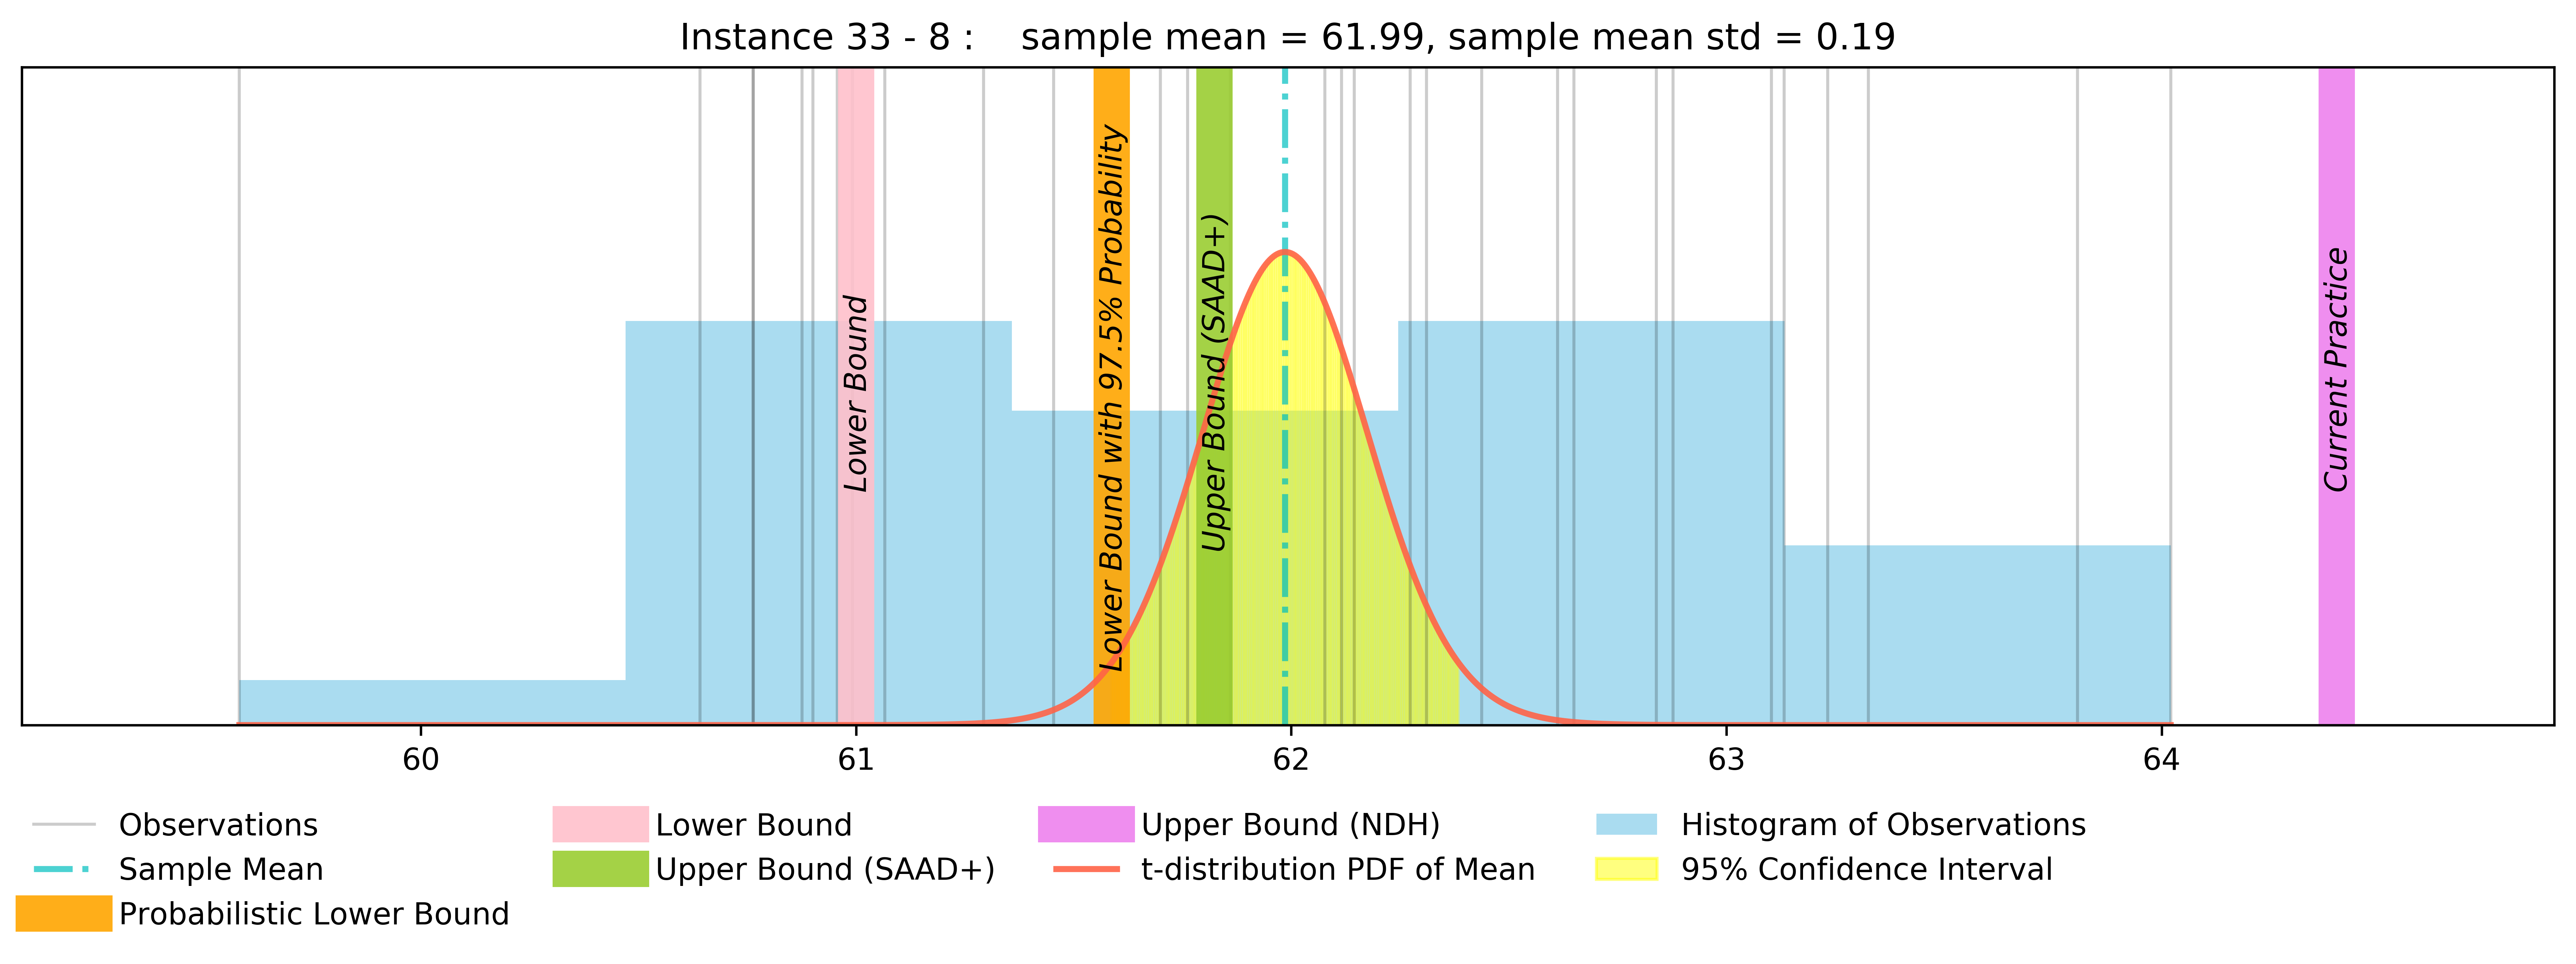 Instance 33 - 8 :    sample mean = 61.99, sample mean std = 0.19
Lower Bound
Lower Bound with 97.5% Probability
Upper Bound (SAAD+)
Current Practice
60 61 62 63 64
Observations
Sample Mean
Probabilistic Lower Bound
Lower Bound
Upper Bound (SAAD+)
Upper Bound (NDH)
t-distribution PDF of Mean
Histogram of Observations
95% Confidence Interval